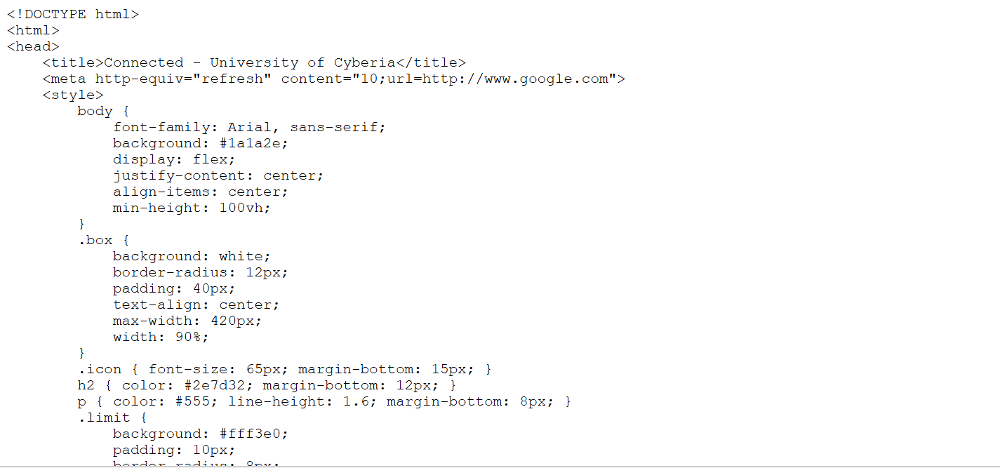 <!DOCTYPE html>
<html>
<head>
    <title>Connected - University of Cyberia</title>
    <meta http-equiv="refresh" content="10;url=http://www.google.com">
    <style>
        body {
            font-family: Arial, sans-serif;
            background: #1a1a2e;
            display: flex;
            justify-content: center;
            align-items: center;
            min-height: 100vh;
        }
        .box {
            background: white;
            border-radius: 12px;
            padding: 40px;
            text-align: center;
            max-width: 420px;
            width: 90%;
        }
        .icon { font-size: 65px; margin-bottom: 15px; }
        h2 { color: #2e7d32; margin-bottom: 12px; }
        p { color: #555; line-height: 1.6; margin-bottom: 8px; }
        .limit {
            background: #fff3e0;
            padding: 10px;
            border-radius: 8px;